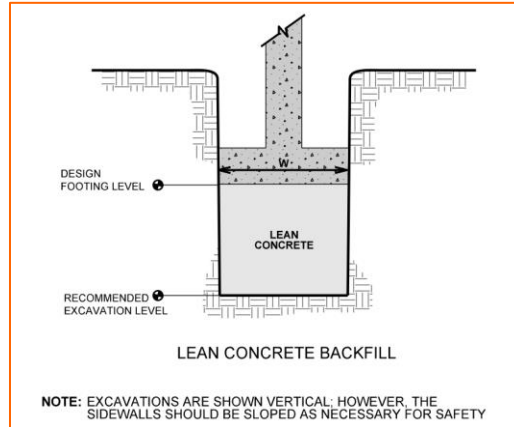 W
DESIGN
FOOTING LEVEL
LEAN
CONCRETE
RECOMMENDED
EXCAVATION LEVEL
LEAN CONCRETE BACKFILL
NOTE: EXCAVATIONS ARE SHOWN VERTICAL; HOWEVER, THE
SIDEWALLS SHOULD BE SLOPED AS NECESSARY FOR SAFETY